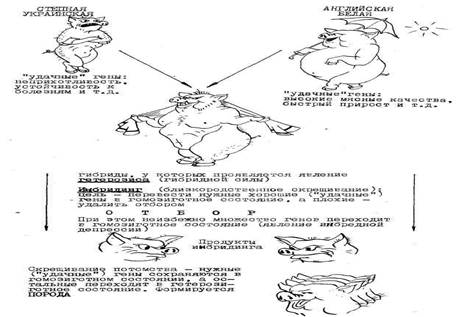 СТЕПНАЯ
УКРАИНСКАЯ
АНГЛИЙСКАЯ
БЕЛАЯ
"удачные" гены:
неприхотливость,
устойчивость к
болезням и т.д.
"удачные"гены:
высокие мясные качества,
быстрый прирост и т.д.
гибриды, у которых проявляется явление
гетерозиса (гибридной силы)
Инбридинг (близкородственное скрещивание)
Цель - перевести нужные хорошие ("удачные")
гены в гомозиготное состояние, а плохие -
удалить отбором
О Т Б О Р
При этом неизбежно множество генов переходит
в гомозиготное состояние (явление инбредной
депрессии)
Продукты
инбридинга
Скрещивание потомства - нужные
("удачные") гены сохраняются в
гомозиготном состоянии, а ос-
тальные переходят в гетерози-
готное состояние. Формируется
ПОРОДА